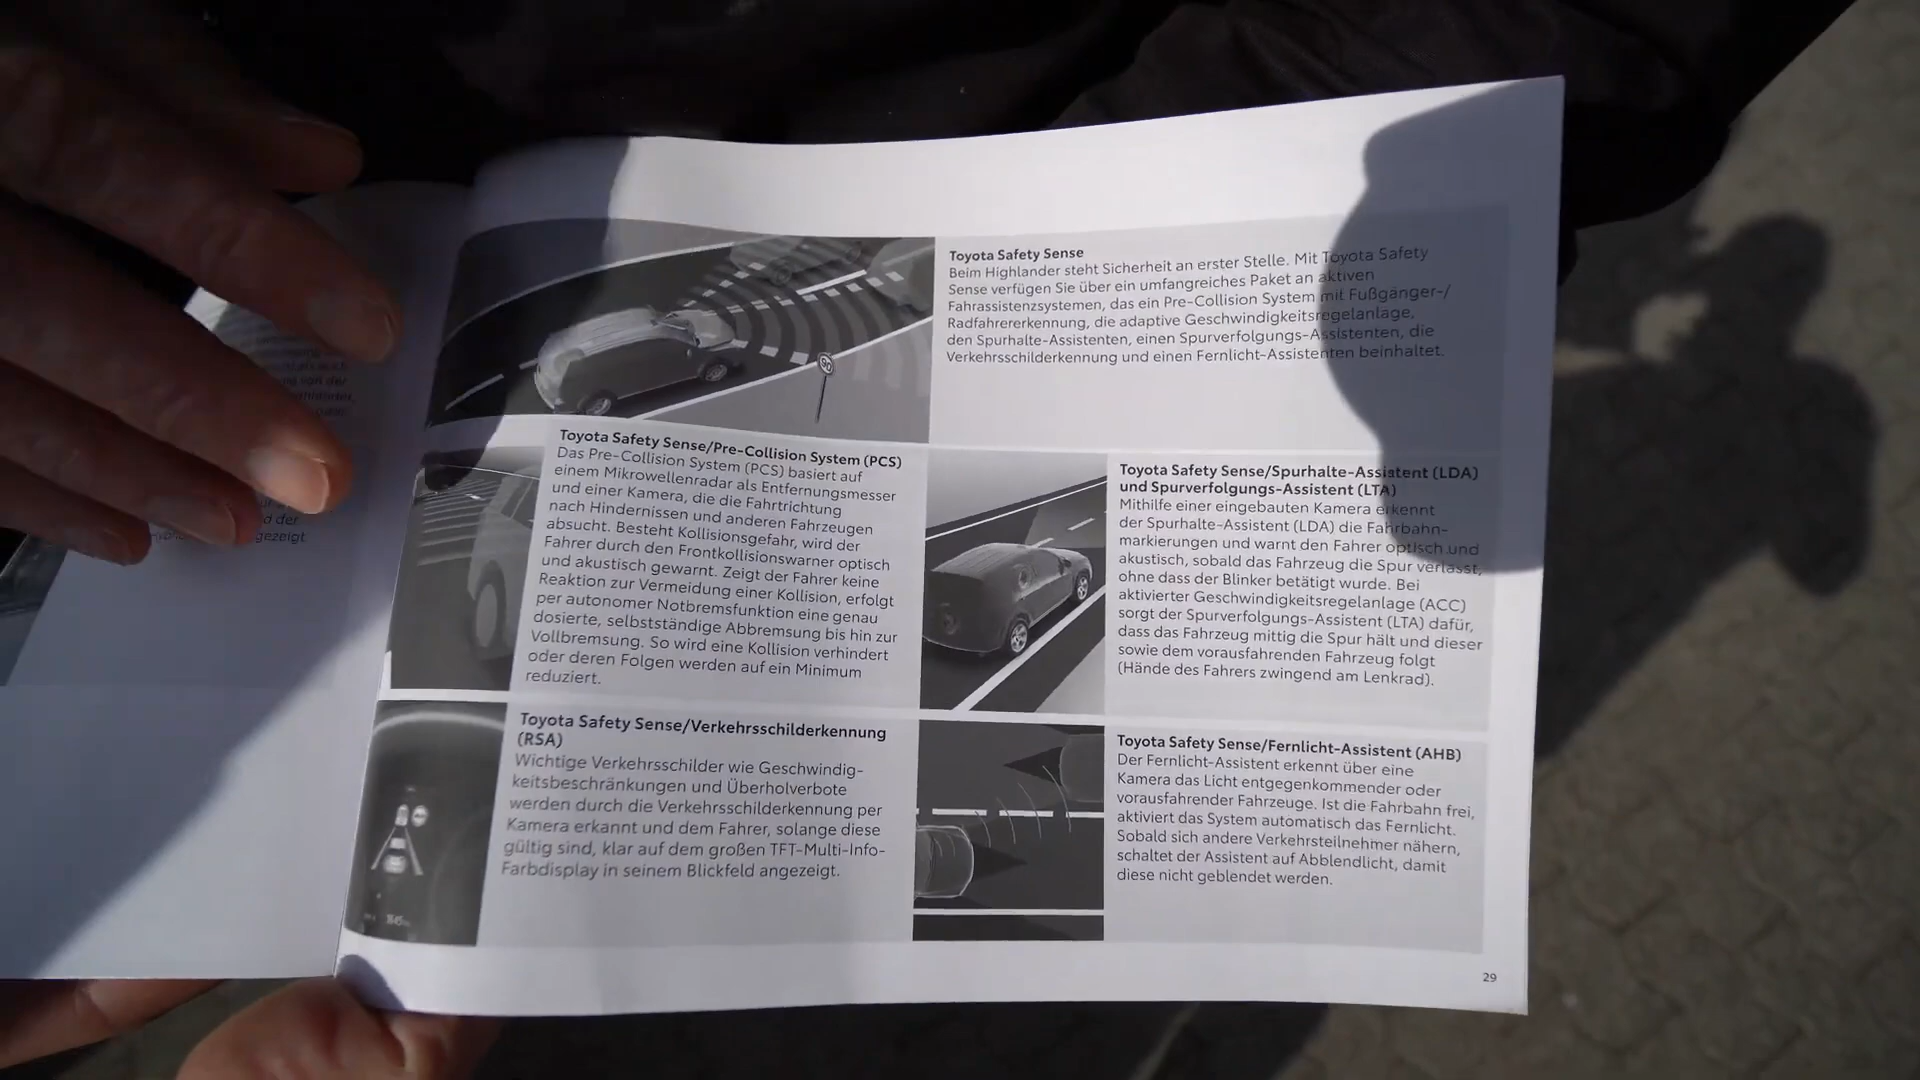 d der
gezeigt.
Toyota Safety Sense
Beim Highlander steht Sicherheit an erster Stelle. Mit Toyota Safety
Sense verfügen Sie über ein umfangreiches Paket an aktiven
Fahrassistenzsystemen, das ein Pre-Collision System mit Fußgänger-/
Radfahrererkennung, die adaptive Geschwindigkeitsregelanlage,
den Spurhalte-Assistenten, einen Spurverfolgungs-Assistenten, die
Verkehrsschilderkennung und einen Fernlicht-Assistenten beinhaltet.
Toyota Safety Sense/Pre-Collision System (PCS)
Das Pre-Collision System (PCS) basiert auf
einem Mikrowellenradar als Entfernungsmesser
und einer Kamera, die die Fahrtrichtung
nach Hindernissen und anderen Fahrzeugen
absucht. Besteht Kollisionsgefahr, wird der
Fahrer durch den Frontkollisionswarner optisch
und akustisch gewarnt. Zeigt der Fahrer keine
Reaktion zur Vermeidung einer Kollision, erfolgt
per autonomer Notbremsfunktion eine genau
dosierte, selbstständige Abbremsung bis hin zur
Vollbremsung. So wird eine Kollision verhindert
oder deren Folgen werden auf ein Minimum
reduziert.
Toyota Safety Sense/Spurhalte-Assistent (LDA)
und Spurverfolgungs-Assistent (LTA)
Mithilfe einer eingebauten Kamera erkennt
der Spurhalte-Assistent (LDA) die Fahrbahn-
markierungen und warnt den Fahrer optisch und
akustisch, sobald das Fahrzeug die Spur verlässt,
ohne dass der Blinker betätigt wurde. Bei
aktivierter Geschwindigkeitsregelanlage (ACC)
sorgt der Spurverfolgungs-Assistent (LTA) dafür,
dass das Fahrzeug mittig die Spur hält und dieser
sowie dem vorausfahrenden Fahrzeug folgt
(Hände des Fahrers zwingend am Lenkrad).
Toyota Safety Sense/Verkehrsschilderkennung
(RSA)
Wichtige Verkehrsschilder wie Geschwindig-
keitsbeschränkungen und Überholverbote
werden durch die Verkehrsschilderkennung per
Kamera erkannt und dem Fahrer, solange diese
gültig sind, klar auf dem großen TFT-Multi-Info-
Farbdisplay in seinem Blickfeld angezeigt.
Toyota Safety Sense/Fernlicht-Assistent (AHB)
Der Fernlicht-Assistent erkennt über eine
Kamera das Licht entgegenkommender oder
vorausfahrender Fahrzeuge. Ist die Fahrbahn frei,
aktiviert das System automatisch das Fernlicht.
Sobald sich andere Verkehrsteilnehmer nähern,
schaltet der Assistent auf Abblendlicht, damit
diese nicht geblendet werden.
29